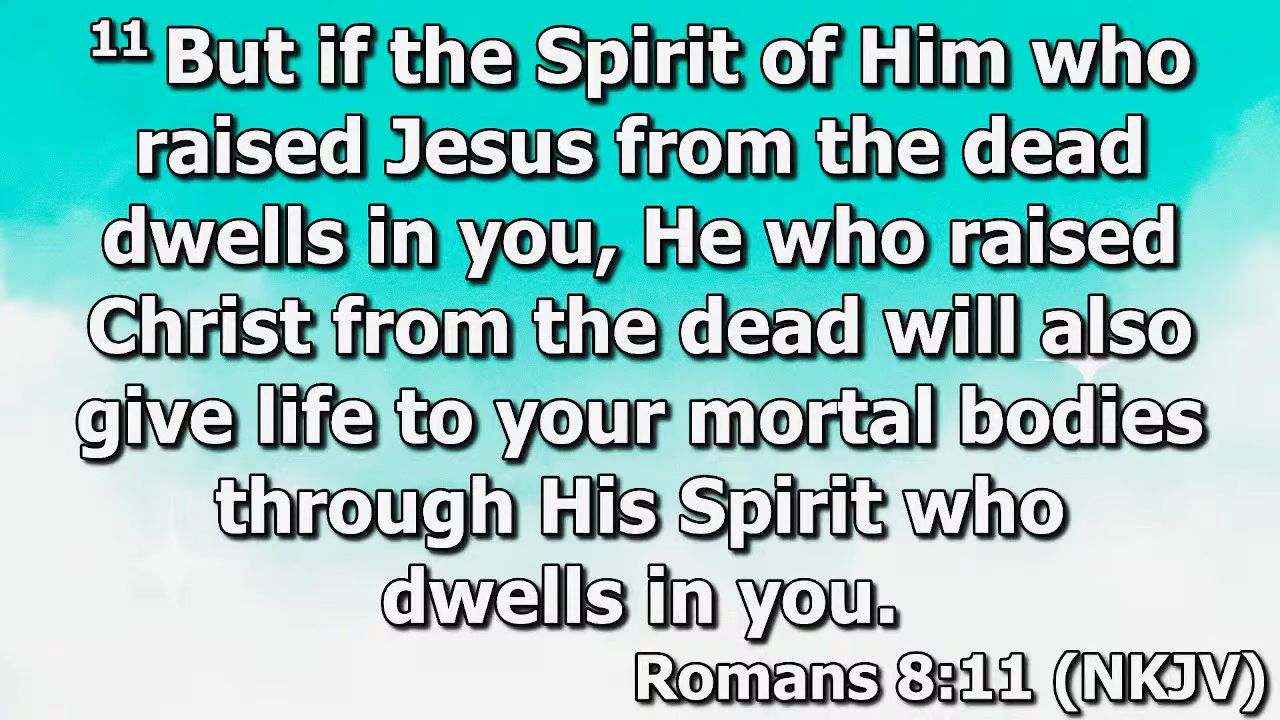 11 But if the Spirit of Him who
raised Jesus from the dead
dwells in you, He who raised
Christ from the dead will also
give life to your mortal bodies
through His Spirit who
dwells in you.
Romans 8:11 (NKJV)